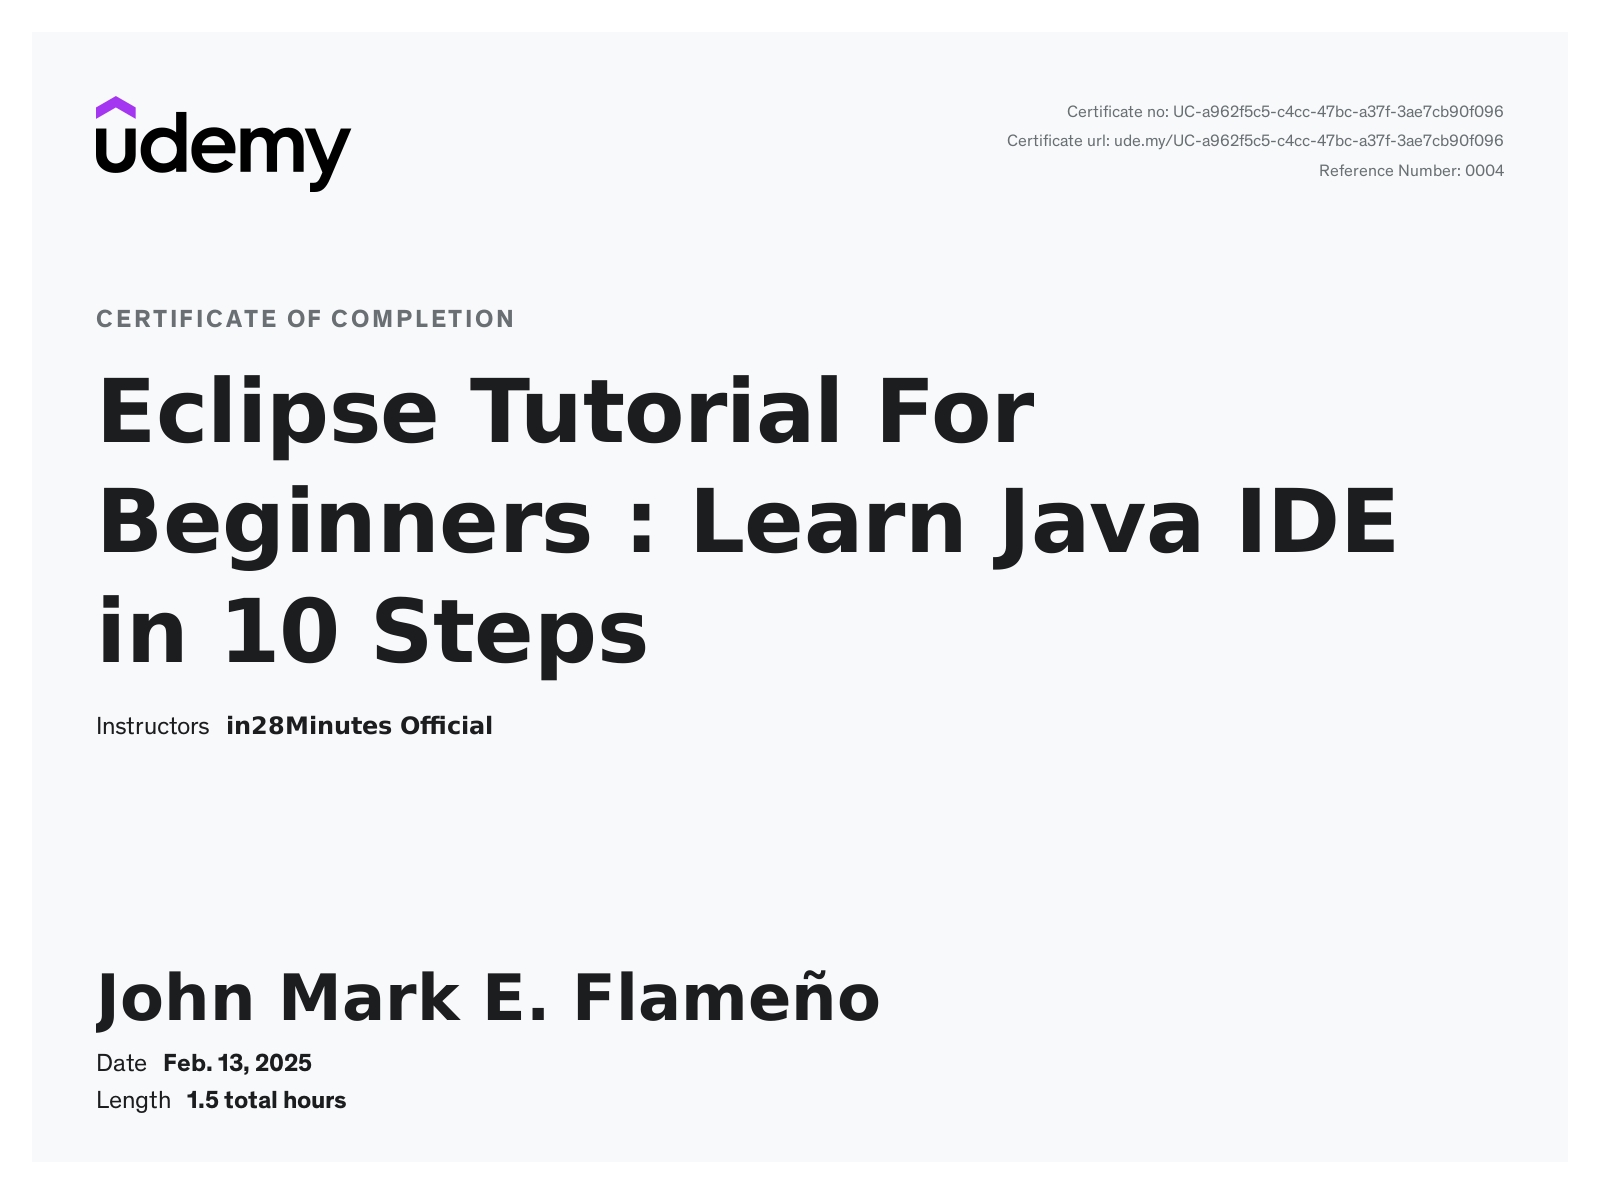 udemy
Certificate no: UC-a962f5c5-c4cc-47bc-a37f-3ae7cb90f096
Certificate url: ude.my/UC-a962f5c5-c4cc-47bc-a37f-3ae7cb90f096
Reference Number: 0004
CERTIFICATE OF COMPLETION
Eclipse Tutorial For
Beginners : Learn Java IDE
in 10 Steps
Instructors in28Minutes Official
John Mark E. Flameño
Date Feb. 13, 2025
Length 1.5 total hours